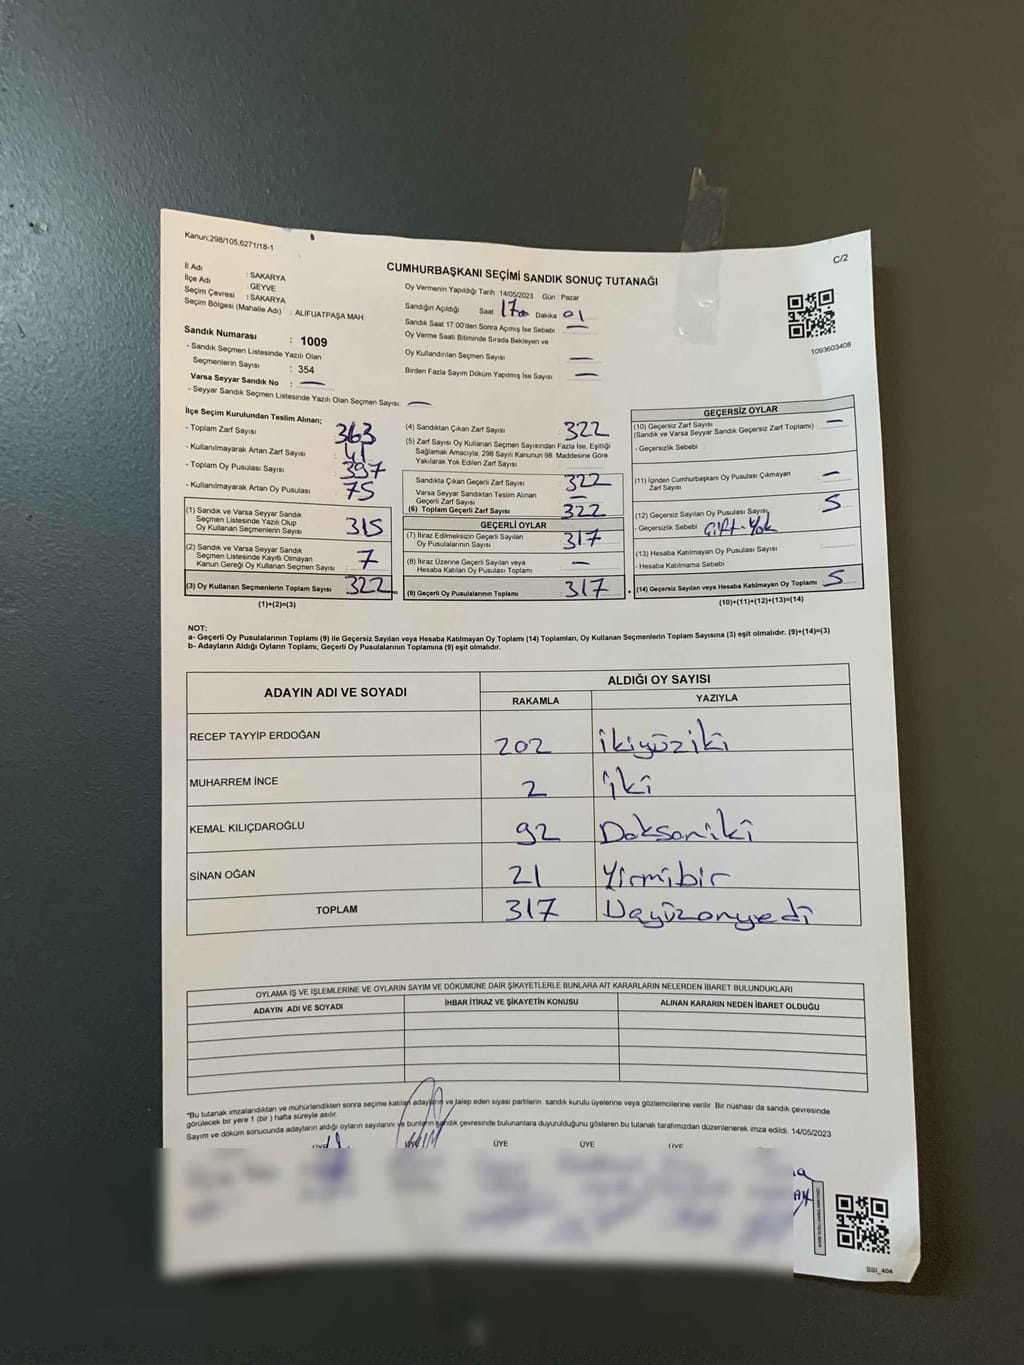 Kanun,298/105,6271/18-1
C/2
CUMHURBAŞKANI SEÇİMİ SANDIK SONUÇ TUTANAĞI
İl Adı : SAKARYA
İlçe Adı : GEYVE
Seçim Çevresi : SAKARYA
Seçim Bölgesi (Mahalle Adı) : ALİFUATPAŞA MAH.
Sandık Numarası : 1009
- Sandık Seçmen Listesinde Yazılı Olan
Seçmenlerin Sayısı : 354
Varsa Seyyar Sandık No : —
- Seyyar Sandık Seçmen Listesinde Yazılı Olan Seçmen Sayısı: —
Oy Vermenin Yapıldığı Tarih :14/05/2023 Gün : Pazar
Sandığın Açıldığı Saat 17⁰⁰ Dakika 01
Sandık Saat 17.00'den Sonra Açımış İse Sebebi : —
Oy Verme Saati Bitiminde Sırada Bekleyen ve
Oy Kullandırılan Seçmen Sayısı —
Birden Fazla Sayım Döküm Yapılmış İse Sayısı : —
1093603408
İlçe Seçim Kurulundan Teslim Alınan;
- Toplam Zarf Sayısı 363
- Kullanılmayarak Artan Zarf Sayısı : 41
- Toplam Oy Pusulası Sayısı 397
- Kullanılmayarak Artan Oy Pusulası 75
(1) Sandık ve Varsa Seyyar Sandık
Seçmen Listesinde Yazılı Olup
Oy Kullanan Seçmenlerin Sayısı : 315
(2) Sandık ve Varsa Seyyar Sandık
Seçmen Listesinde Kayıtlı Olmayan
Kanun Gereği Oy Kullanan Seçmen Sayısı : 7
(3) Oy Kullanan Seçmenlerin Toplam Sayısı : 322
(1)+(2)=(3)
(4) Sandıktan Çıkan Zarf Sayısı 322
(5) Zarf Sayısı Oy Kullanan Seçmen Sayısından Fazla İse, Eşitliği
Sağlamak Amacıyla, 298 Sayılı Kanunun 98. Maddesine Göre
Yakılarak Yok Edilen Zarf Sayısı
Sandıkla Çıkan Geçerli Zarf Sayısı 322
Varsa Seyyar Sandıktan Teslim Alınan
Geçerli Zarf Sayısı —
(6) Toplam Geçerli Zarf Sayısı 322
GEÇERLİ OYLAR
(7) İtiraz Edilmeksizin Geçerli Sayılan
Oy Pusulalarının Sayısı 317
(8) İtiraz Üzerine Geçerli Sayılan veya
Hesaba Katılan Oy Pusulası Toplamı —
(9) Geçerli Oy Pusulalarının Toplamı 317
GEÇERSİZ OYLAR
(10) Geçersiz Zarf Sayısı
(Sandık ve Varsa Seyyar Sandık Geçersiz Zarf Toplamı) : —
- Geçersizlik Sebebi :
(11) İçinden Cumhurbaşkanı Oy Pusulası Çıkmayan
Zarf Sayısı —
(12) Geçersiz Sayılan Oy Pusulası Sayısı 5
- Geçersizlik Sebebi Çift-Yok
(13) Hesaba Katılmayan Oy Pusulası Sayısı
- Hesaba Katılmama Sebebi :
(14) Geçersiz Sayılan veya Hesaba Katılmayan Oy Toplamı 5
(10)+(11)+(12)+(13)=(14)
NOT:
a- Geçerli Oy Pusulalarının Toplamı (9) ile Geçersiz Sayılan veya Hesaba Katılmayan Oy Toplamı (14) Toplamları, Oy Kullanan Seçmenlerin Toplam Sayısına (3) eşit olmalıdır. (9)+(14)=(3)
b- Adayların Aldığı Oyların Toplamı, Geçerli Oy Pusulalarının Toplamına (9) eşit olmalıdır.
ADAYIN ADI VE SOYADI ALDIĞI OY SAYISI
RAKAMLA YAZIYLA
RECEP TAYYİP ERDOĞAN 202 İkiyüziki
MUHARREM İNCE 2 İki
KEMAL KILIÇDAROĞLU 92 Doksaniki
SİNAN OĞAN 21 Yirmibir
TOPLAM 317 Üçyüzonyedi
OYLAMA İŞ VE İŞLEMLERİNE VE OYLARIN SAYIM VE DÖKÜMÜNE DAİR ŞİKAYETLERLE BUNLARA AİT KARARLARIN NELERDEN İBARET BULUNDUKLARI
ADAYIN ADI VE SOYADI İHBAR İTİRAZ VE ŞİKAYETİN KONUSU ALINAN KARARIN NEDEN İBARET OLDUĞU
*Bu tutanak imzalandıktan ve mühürlendikten sonra seçime katılan adayların ve talep eden siyasi partilerin sandık kurulu üyelerine veya gözlemcilerine verilir. Bir nüshası da sandık çevresinde
görülecek bir yere 1 (bir) hafta süreyle asılır.
Sayım ve döküm sonucunda adayların aldığı oyların sayılarını ve bunların sandık çevresinde bulunanlara duyurulduğunu gösteren bu tutanak tarafımızdan düzenlenerek imza edildi. 14/05/2023
ÜYE ÜYE ÜYE ÜYE
SSI_404